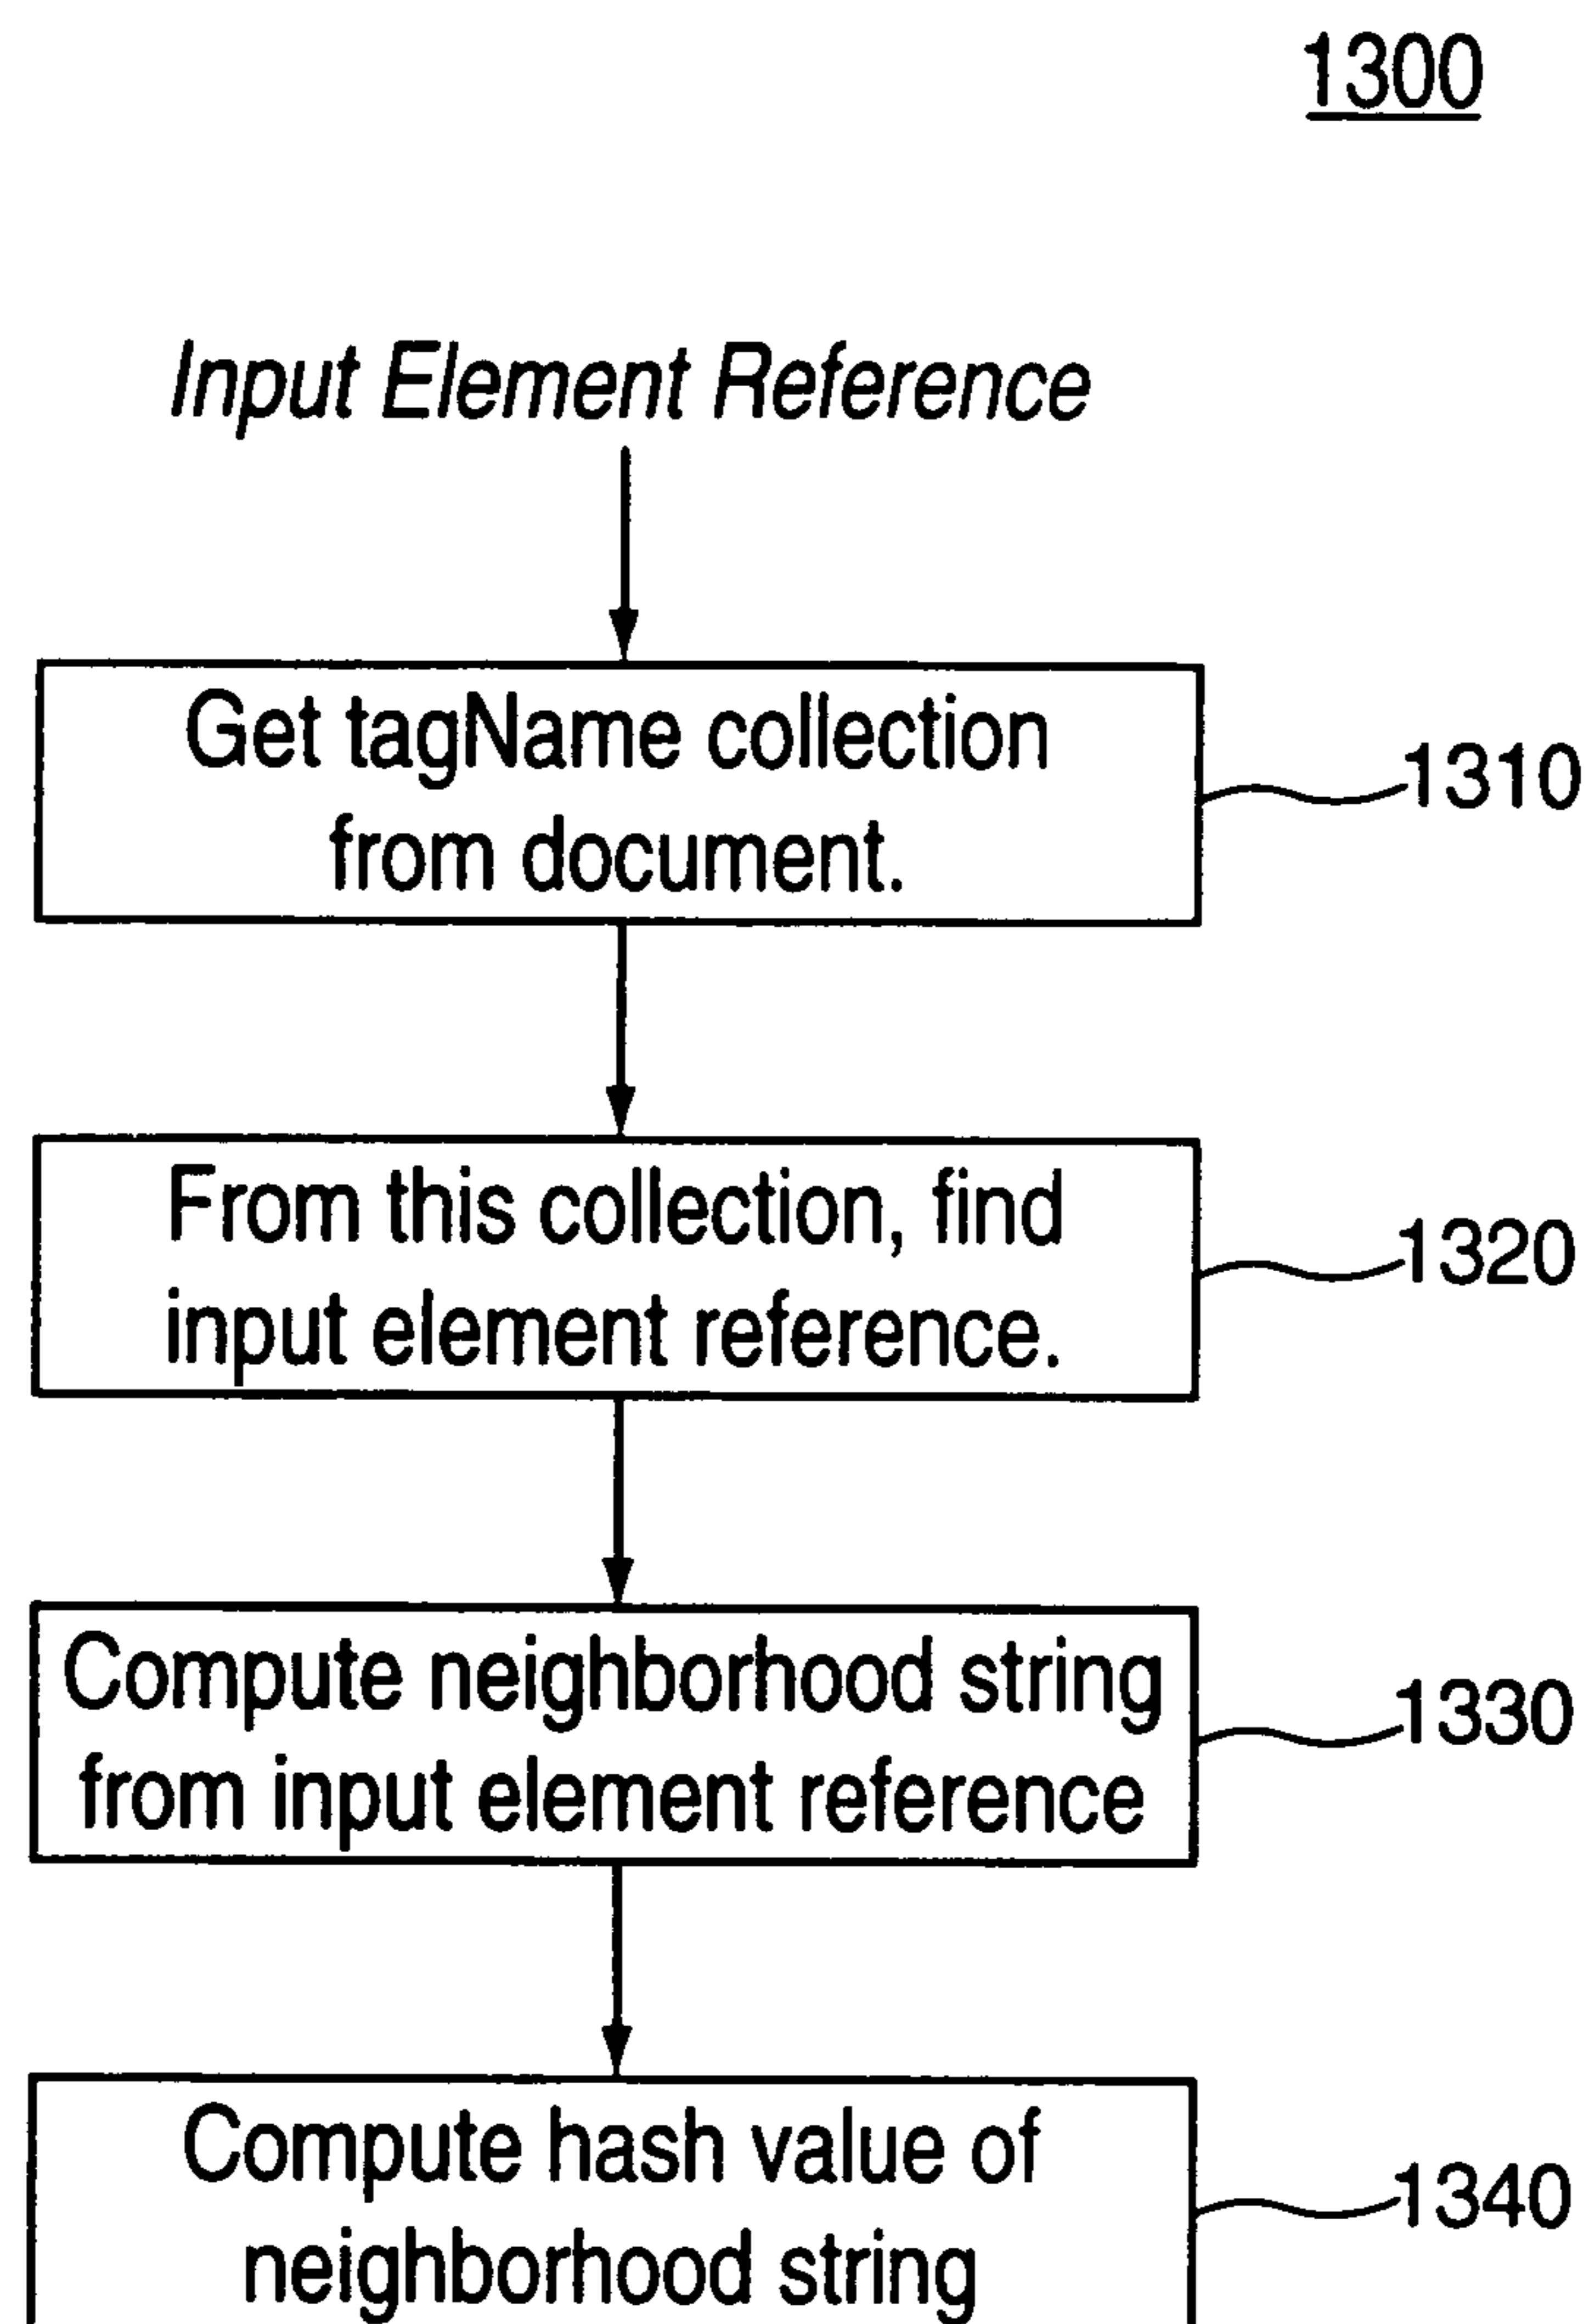 1300
Input Element Reference
Get tagName collection
from document.
1310
From this collection, find
input element reference.
1320
Compute neighborhood string
from input element reference
1330
Compute hash value of
neighborhood string
1340